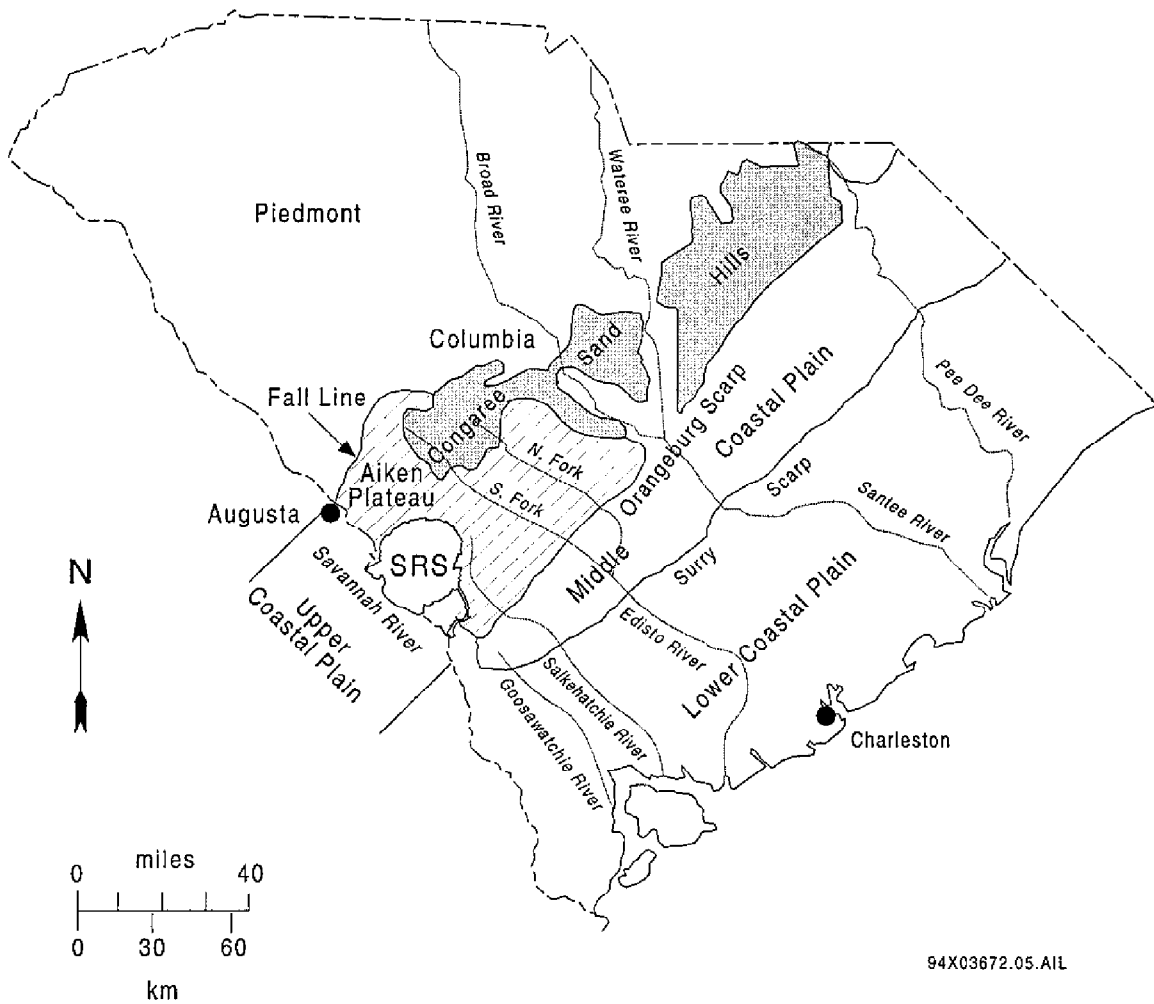 Piedmont
Broad River
Wateree River
Hills
Sand
Columbia
Congaree
Fall Line
Aiken
Plateau
Augusta
N. Fork
S. Fork
Orangeburg Scarp
Coastal Plain
Middle
Surry
Scarp
Pee Dee River
Santee River
SRS
Savannah River
Upper
Coastal Plain
Edisto River
Lower Coastal Plain
Salkehatchie River
Goosawatchie River
Charleston
N
miles
0 40
0 30 60
km
94X03672.05.AIL